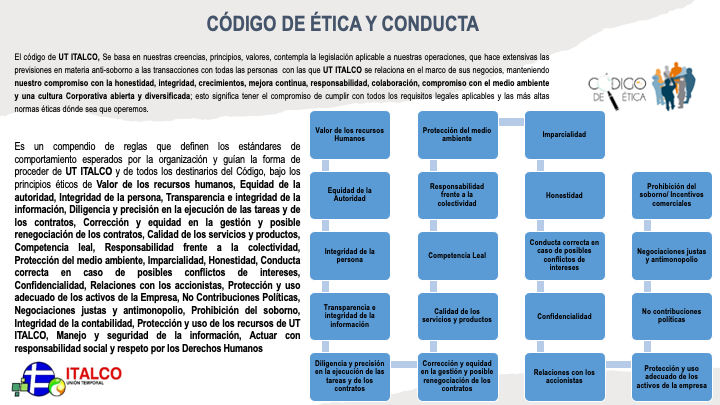 CÓDIGO DE ÉTICA Y CONDUCTA
El código de UT ITALCO, Se basa en nuestras creencias, principios, valores, contempla la legislación aplicable a nuestras operaciones, que hace extensivas las
previsiones en materia anti-soborno a las transacciones con todas las personas con las que UT ITALCO se relaciona en el marco de sus negocios, manteniendo
nuestro compromiso con la honestidad, integridad, crecimientos, mejora continua, responsabilidad, colaboración, compromiso con el medio ambiente
y una cultura Corporativa abierta y diversificada; esto significa tener el compromiso de cumplir con todos los requisitos legales aplicables y las más altas
normas éticas dónde sea que operemos.
CÓDIGO
DE ÉTICA
Es un compendio de reglas que definen los estándares de
comportamiento esperados por la organización y guían la forma de
proceder de UT ITALCO y de todos los destinarios del Código, bajo los
principios éticos de Valor de los recursos humanos, Equidad de la
autoridad, Integridad de la persona, Transparencia e integridad de la
información, Diligencia y precisión en la ejecución de las tareas y de
los contratos, Corrección y equidad en la gestión y posible
renegociación de los contratos, Calidad de los servicios y productos,
Competencia leal, Responsabilidad frente a la colectividad,
Protección del medio ambiente, Imparcialidad, Honestidad, Conducta
correcta en caso de posibles conflictos de intereses,
Confidencialidad, Relaciones con los accionistas, Protección y uso
adecuado de los activos de la Empresa, No Contribuciones Políticas,
Negociaciones justas y antimonopolio, Prohibición del soborno,
Integridad de la contabilidad, Protección y uso de los recursos de UT
ITALCO, Manejo y seguridad de la información, Actuar con
responsabilidad social y respeto por los Derechos Humanos
Valor de los recursos
Humanos
Equidad de la
Autoridad
Integridad de la
persona
Transparencia e
integridad de la
información
Diligencia y precisión
en la ejecución de las
tareas y de los
contratos
Protección del medio
ambiente
Responsabilidad
frente a la
colectividad
Competencia Leal
Calidad de los
servicios y productos
Corrección y equidad
en la gestión y posible
renegociación de los
contratos
Imparcialidad
Honestidad
Conducta correcta en
caso de posibles
conflictos de
intereses
Confidencialidad
Relaciones con los
accionistas
Prohibición del
soborno/ Incentivos
comerciales
Negociaciones justas
y antimonopolio
No contribuciones
políticas
Protección y uso
adecuado de los
activos de la empresa
ITALCO
UNIÓN TEMPORAL